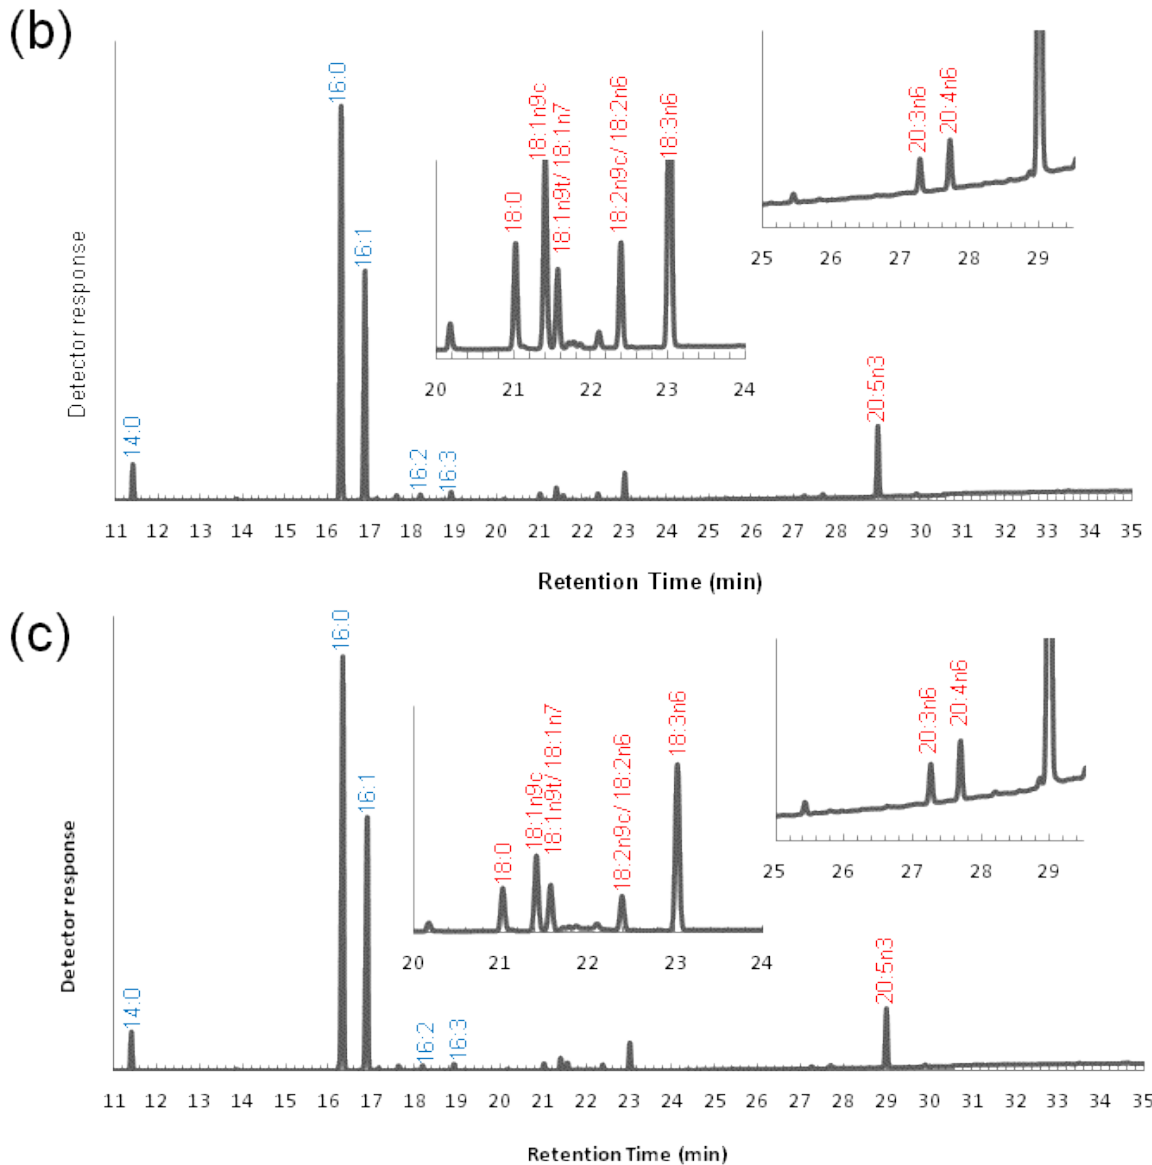 (b)
Detector response
14:0
16:0
16:1
16:2
16:3
20:5n3
18:0
18:1n9c
18:1n9t/ 18:1n7
18:2n9c/ 18:2n6
18:3n6
20 21 22 23 24
20:3n6
20:4n6
25 26 27 28 29
11 12 13 14 15 16 17 18 19 20 21 22 23 24 25 26 27 28 29 30 31 32 33 34 35
Retention Time (min)
(c)
Detector response
14:0
16:0
16:1
16:2
16:3
20:5n3
18:0
18:1n9c
18:1n9t/ 18:1n7
18:2n9c/ 18:2n6
18:3n6
20 21 22 23 24
20:3n6
20:4n6
25 26 27 28 29
11 12 13 14 15 16 17 18 19 20 21 22 23 24 25 26 27 28 29 30 31 32 33 34 35
Retention Time (min)